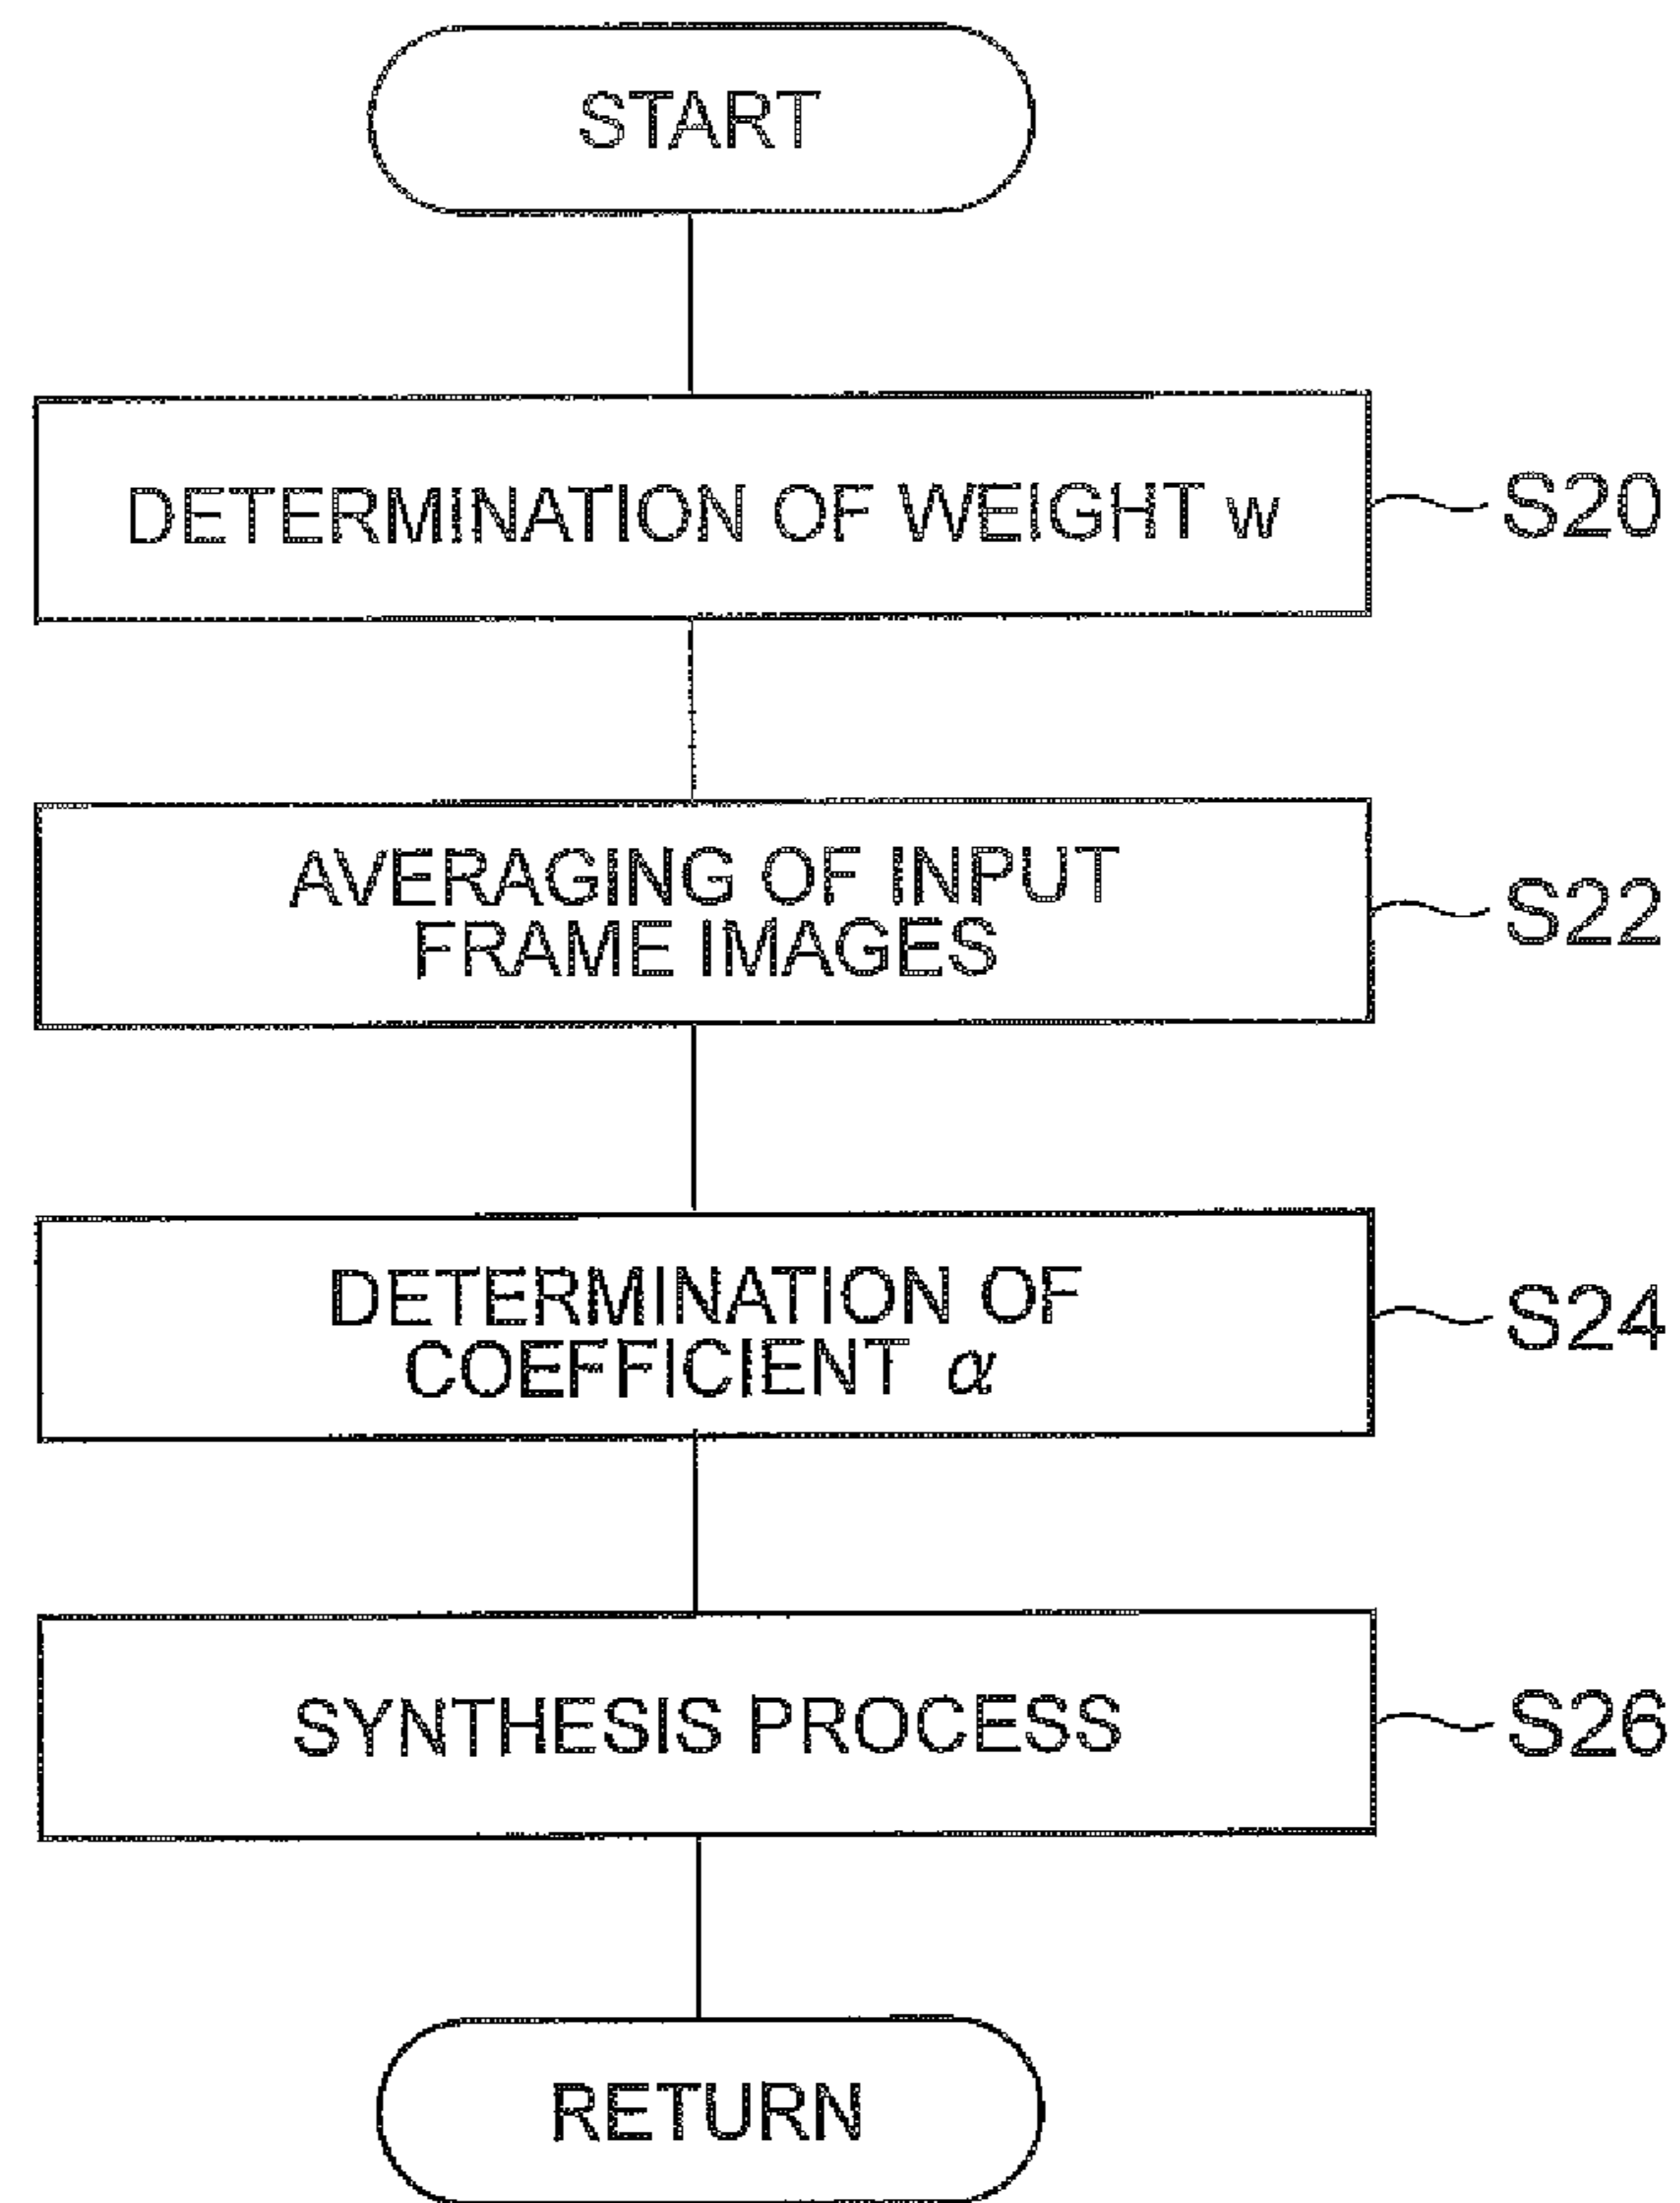 START
DETERMINATION OF WEIGHT w
S20
AVERAGING OF INPUT
FRAME IMAGES
S22
DETERMINATION OF
COEFFICIENT α
S24
SYNTHESIS PROCESS
S26
RETURN